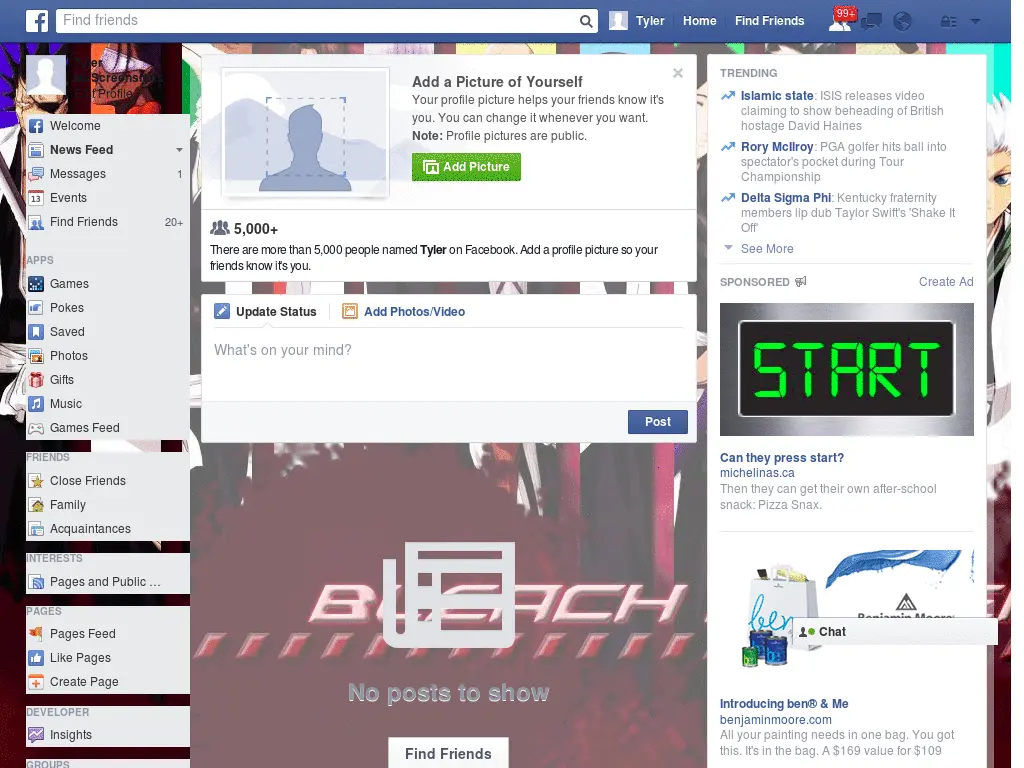 f
Find friends
Tyler
Home
Find Friends
99+
Tyler
Edit Profile
Welcome
News Feed
Messages 1
13 Events
Find Friends 20+
APPS
Games
Pokes
Saved
Photos
Gifts
Music
Games Feed
FRIENDS
Close Friends
Family
Acquaintances
INTERESTS
Pages and Public ...
PAGES
Pages Feed
Like Pages
Create Page
DEVELOPER
Insights
GROUPS
Add a Picture of Yourself
Your profile picture helps your friends know it's
you. You can change it whenever you want.
Note: Profile pictures are public.
Add Picture
5,000+
There are more than 5,000 people named Tyler on Facebook. Add a profile picture so your
friends know it's you.
Update Status
Add Photos/Video
What's on your mind?
Post
BLEACH
No posts to show
Find Friends
TRENDING
Islamic state: ISIS releases video
claiming to show beheading of British
hostage David Haines
Rory McIlroy: PGA golfer hits ball into
spectator's pocket during Tour
Championship
Delta Sigma Phi: Kentucky fraternity
members lip dub Taylor Swift's 'Shake It
Off'
See More
SPONSORED
Create Ad
START
Can they press start?
michelinas.ca
Then they can get their own after-school
snack: Pizza Snax.
ben
Benjamin Moore
Chat
Introducing ben® & Me
benjaminmoore.com
All your painting needs in one bag. You got
this. It's in the bag. A $169 value for $109